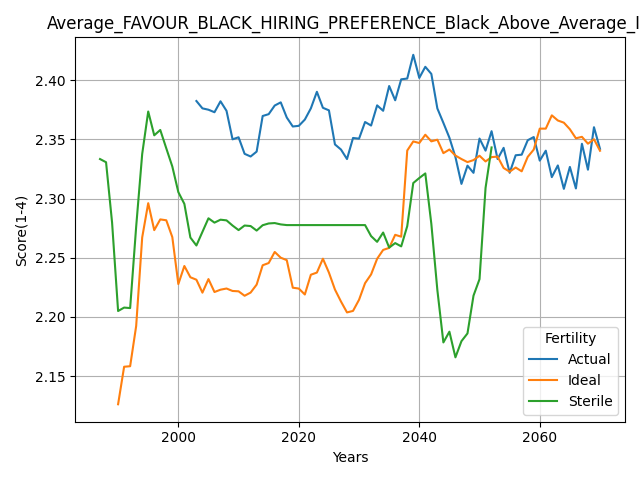 Average_FAVOUR_BLACK_HIRING_PREFERENCE_Black_Above_Average_I
2.40
2.35
2.30
2.25
2.20
2.15
Score(1-4)
2000 2020 2040 2060
Years
Fertility
Actual
Ideal
Sterile